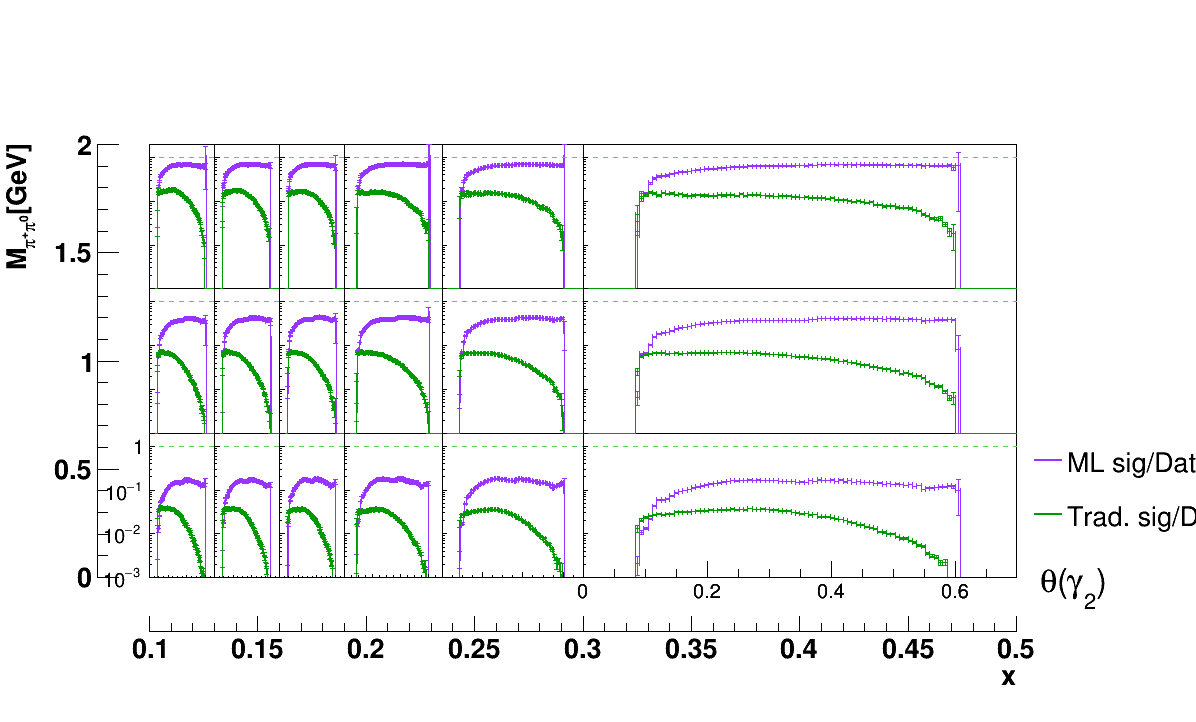 M_{π⁺π⁰}[GeV]
2
1.5
1
0.5
0
1
10⁻¹
10⁻²
10⁻³
ML sig/Dat
Trad. sig/D
0 0.2 0.4 0.6
θ(γ₂)
0.1 0.15 0.2 0.25 0.3 0.35 0.4 0.45 0.5
x